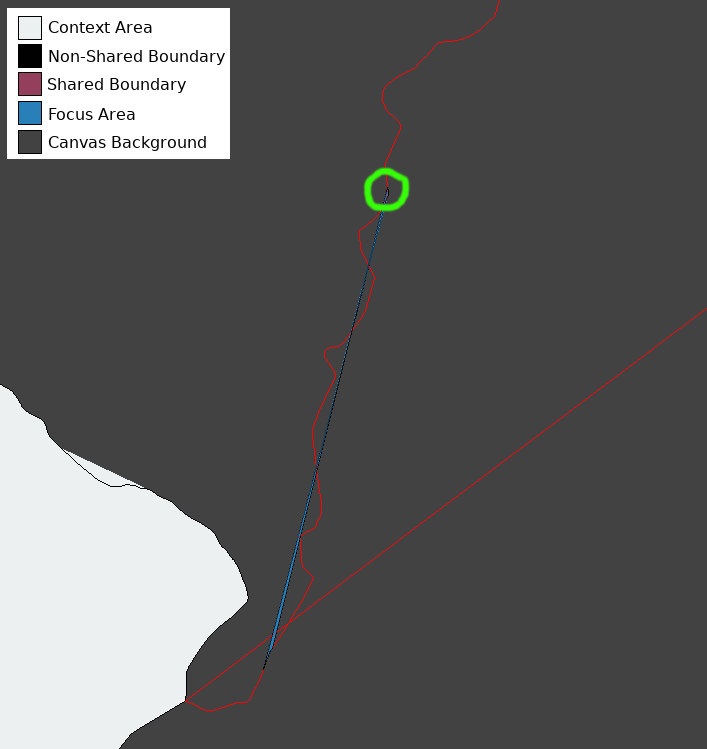 Context Area
Non-Shared Boundary
Shared Boundary
Focus Area
Canvas Background